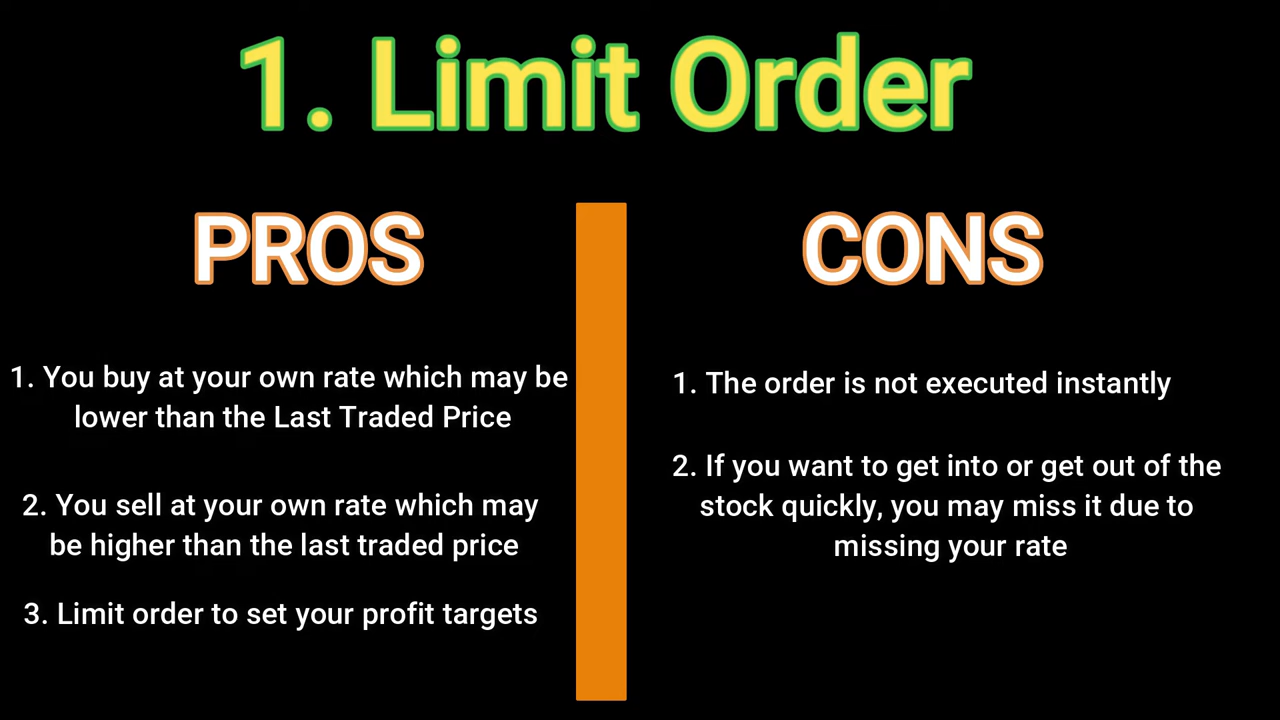 1. Limit Order
PROS
1. You buy at your own rate which may be
lower than the Last Traded Price
2. You sell at your own rate which may
be higher than the last traded price
3. Limit order to set your profit targets
CONS
1. The order is not executed instantly
2. If you want to get into or get out of the
stock quickly, you may miss it due to
missing your rate